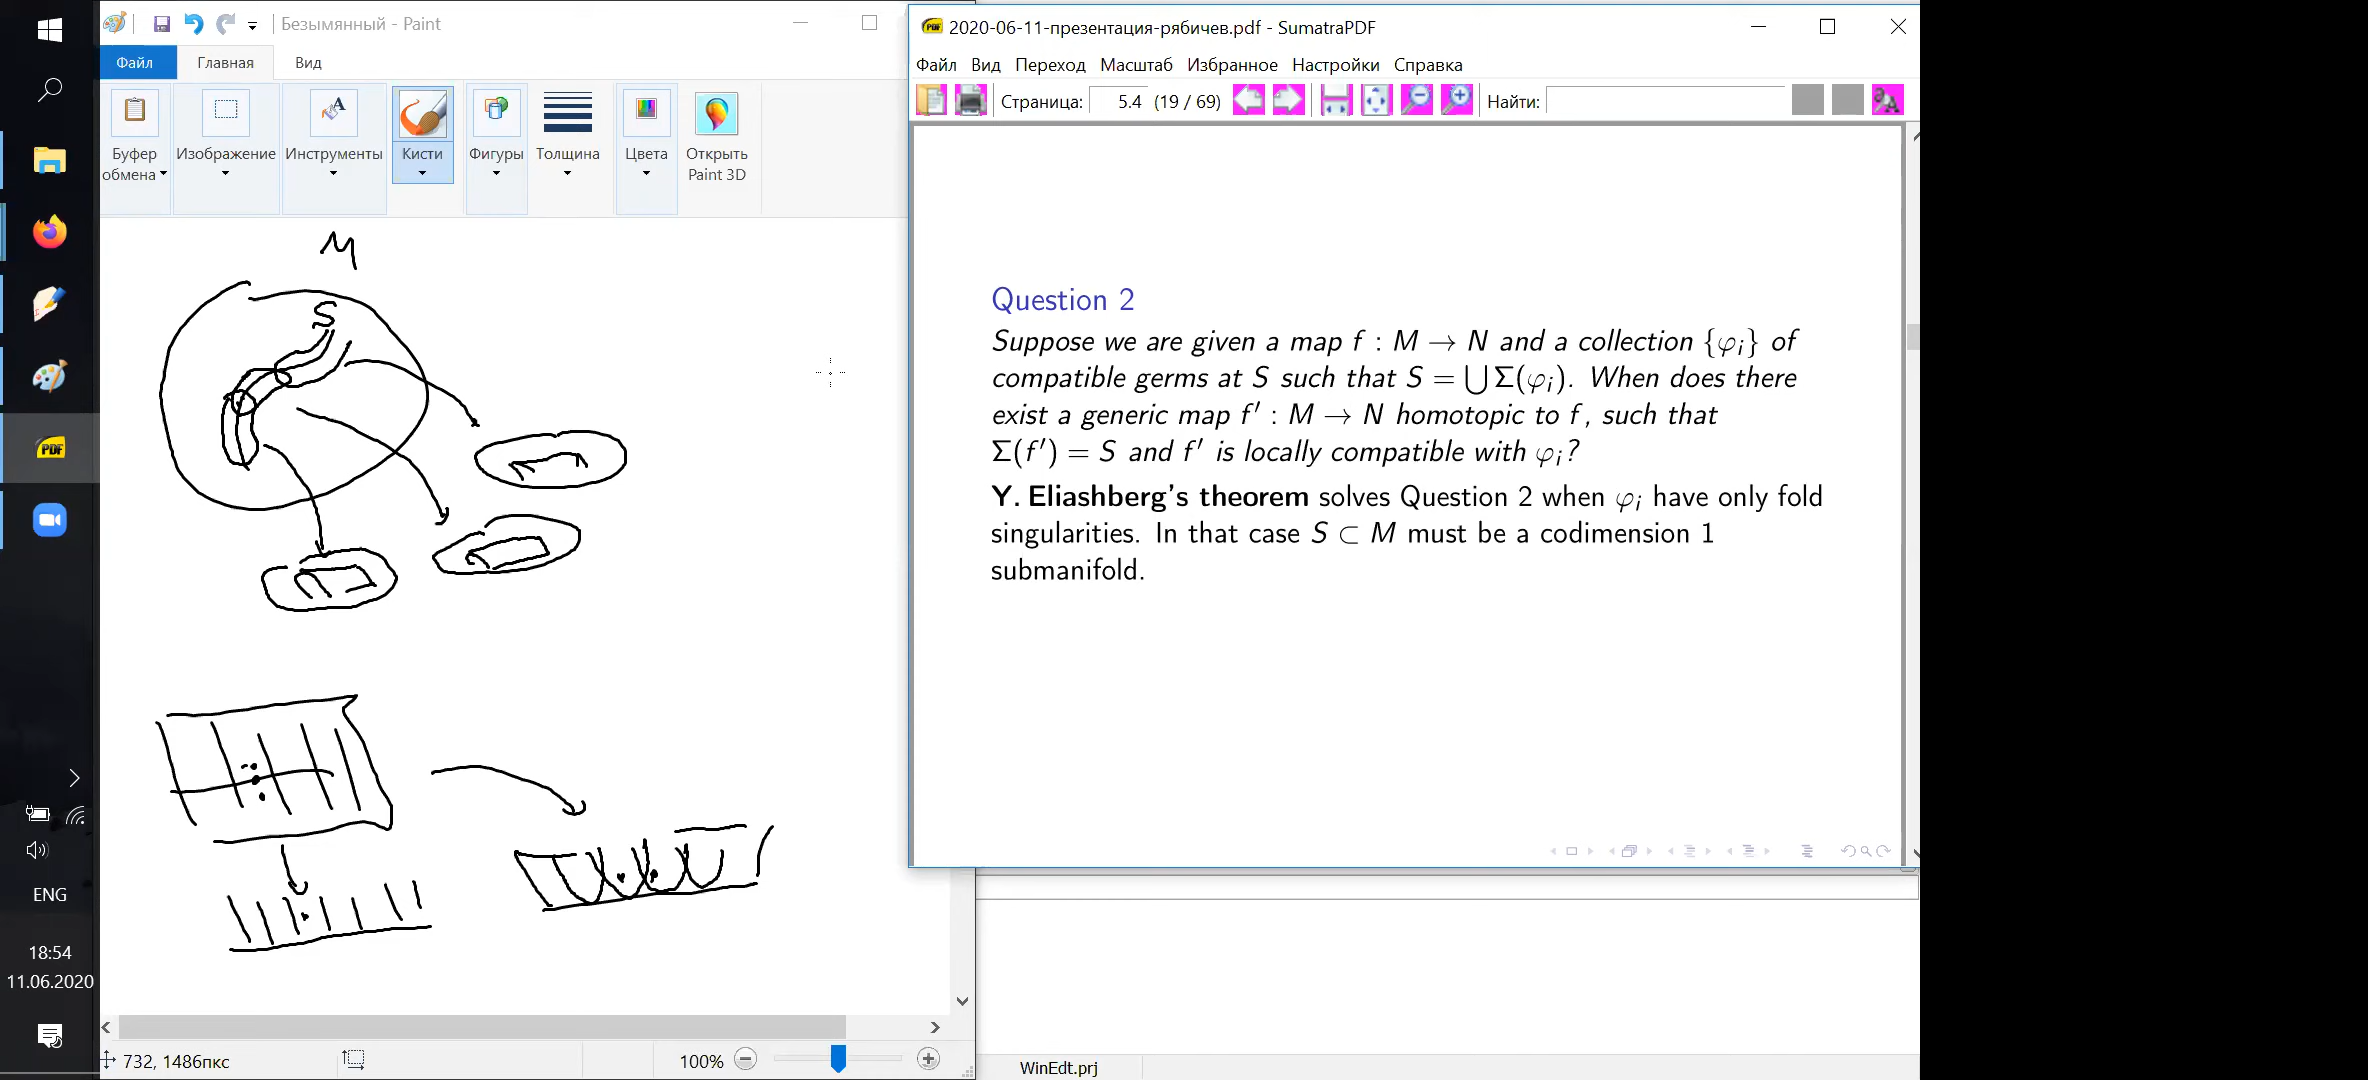 Безымянный - Paint
Файл Главная Вид
Буфер обмена
Изображение
Инструменты
Кисти
Фигуры
Толщина
Цвета
Открыть Paint 3D
M
S
2020-06-11-презентация-рябичев.pdf - SumatraPDF
Файл Вид Переход Масштаб Избранное Настройки Справка
Страница: 5.4 (19 / 69) Найти:
Question 2
Suppose we are given a map f : M → N and a collection {φᵢ} of
compatible germs at S such that S = ⋃ Σ(φᵢ). When does there
exist a generic map f′ : M → N homotopic to f, such that
Σ(f′) = S and f′ is locally compatible with φᵢ?
Y. Eliashberg's theorem solves Question 2 when φᵢ have only fold
singularities. In that case S ⊂ M must be a codimension 1
submanifold.
PDF
ENG
18:54
11.06.2020
732, 1486пкс
100%
WinEdt.prj